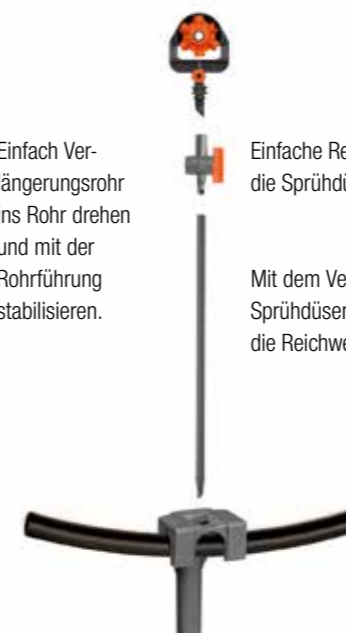 Einfach Ver-
längerungsrohr
ins Rohr drehen
und mit der
Rohrführung
stabilisieren.
Einfache Re
die Sprühdü
Mit dem Ve
Sprühdüsen
die Reichwe